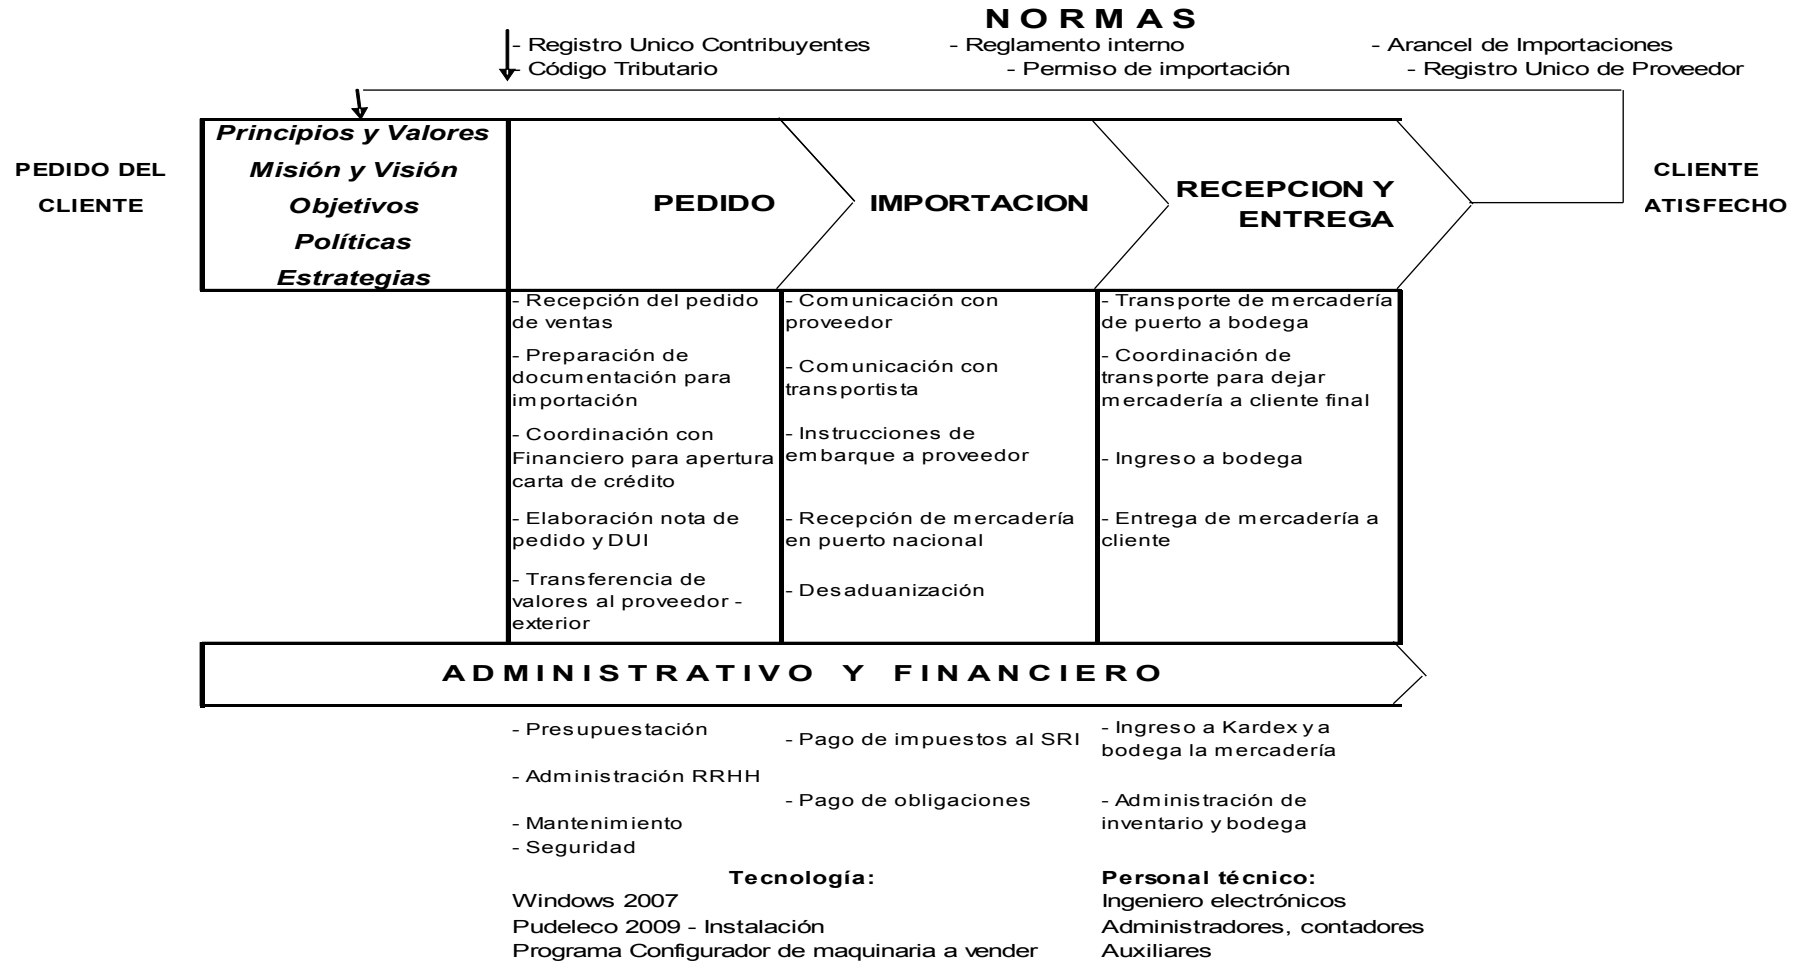 N O R M A S
- Registro Unico Contribuyentes - Reglamento interno - Arancel de Importaciones
- Código Tributario - Permiso de importación - Registro Unico de Proveedor
PEDIDO DEL
CLIENTE
Principios y Valores
Misión y Visión
Objetivos
Políticas
Estrategias
PEDIDO
IMPORTACION
RECEPCION Y
ENTREGA
CLIENTE
ATISFECHO
- Recepción del pedido
de ventas
- Preparación de
documentación para
importación
- Coordinación con
Financiero para apertura
carta de crédito
- Elaboración nota de
pedido y DUI
- Transferencia de
valores al proveedor -
exterior
- Comunicación con
proveedor
- Comunicación con
transportista
- Instrucciones de
embarque a proveedor
- Recepción de mercadería
en puerto nacional
- Desaduanización
- Transporte de mercadería
de puerto a bodega
- Coordinación de
transporte para dejar
mercadería a cliente final
- Ingreso a bodega
- Entrega de mercadería a
cliente
A D M I N I S T R A T I V O Y F I N A N C I E R O
- Presupuestación
- Administración RRHH
- Mantenimiento
- Seguridad
- Pago de impuestos al SRI
- Pago de obligaciones
- Ingreso a Kardex y a
bodega la mercadería
- Administración de
inventario y bodega
Tecnología:
Windows 2007
Pudeleco 2009 - Instalación
Programa Configurador de maquinaria a vender
Personal técnico:
Ingeniero electrónicos
Administradores, contadores
Auxiliares